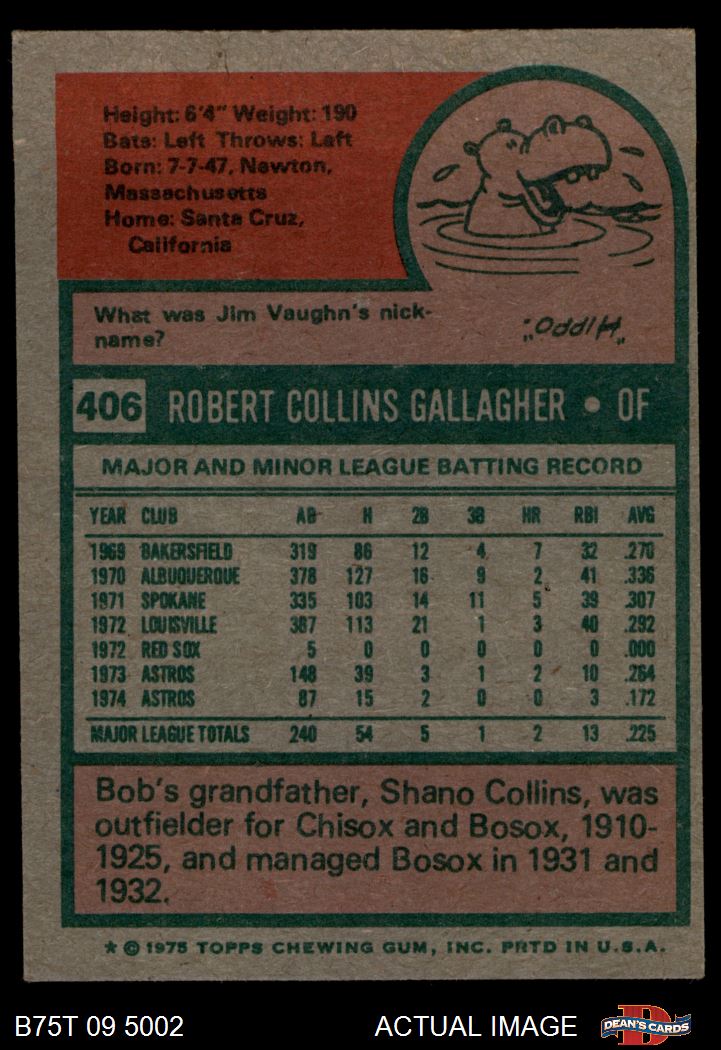 Height: 6'4" Weight: 190
Bats: Left Throws: Left
Born: 7-7-47, Newton,
Massachusetts
Home: Santa Cruz,
California
What was Jim Vaughn's nick-
name?
"Hippo."
406 ROBERT COLLINS GALLAGHER • OF
MAJOR AND MINOR LEAGUE BATTING RECORD
YEAR CLUB AB H 2B 3B HR RBI AVG
1969 BAKERSFIELD 319 86 12 4 7 32 .270
1970 ALBUQUERQUE 378 127 16 9 2 41 .336
1971 SPOKANE 335 103 14 11 5 39 .307
1972 LOUISVILLE 387 113 21 1 3 40 .292
1972 RED SOX 5 0 0 0 0 0 .000
1973 ASTROS 148 39 3 1 2 10 .264
1974 ASTROS 87 15 2 0 0 3 .172
MAJOR LEAGUE TOTALS 240 54 5 1 2 13 .225
Bob's grandfather, Shano Collins, was
outfielder for Chisox and Bosox, 1910-
1925, and managed Bosox in 1931 and
1932.
* © 1975 TOPPS CHEWING GUM, INC. PRTD IN U.S.A.
B75T 09 5002 ACTUAL IMAGE DEAN'S CARDS